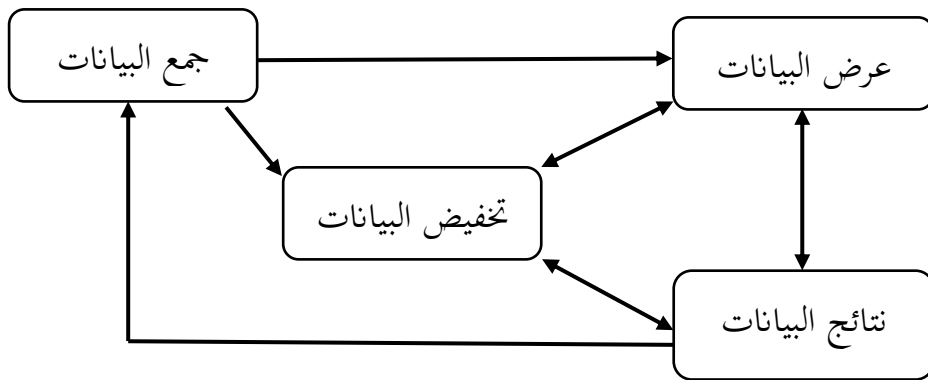 جمع البيانات
عرض البيانات
تخفيض البيانات
نتائج البيانات